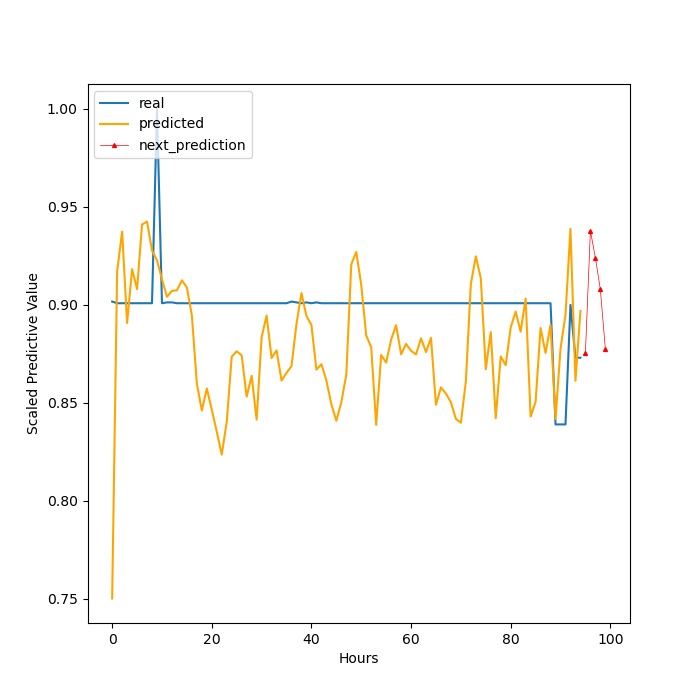 real
predicted
next_prediction
1.00
0.95
0.90
0.85
0.80
0.75
Scaled Predictive Value
0 20 40 60 80 100
Hours